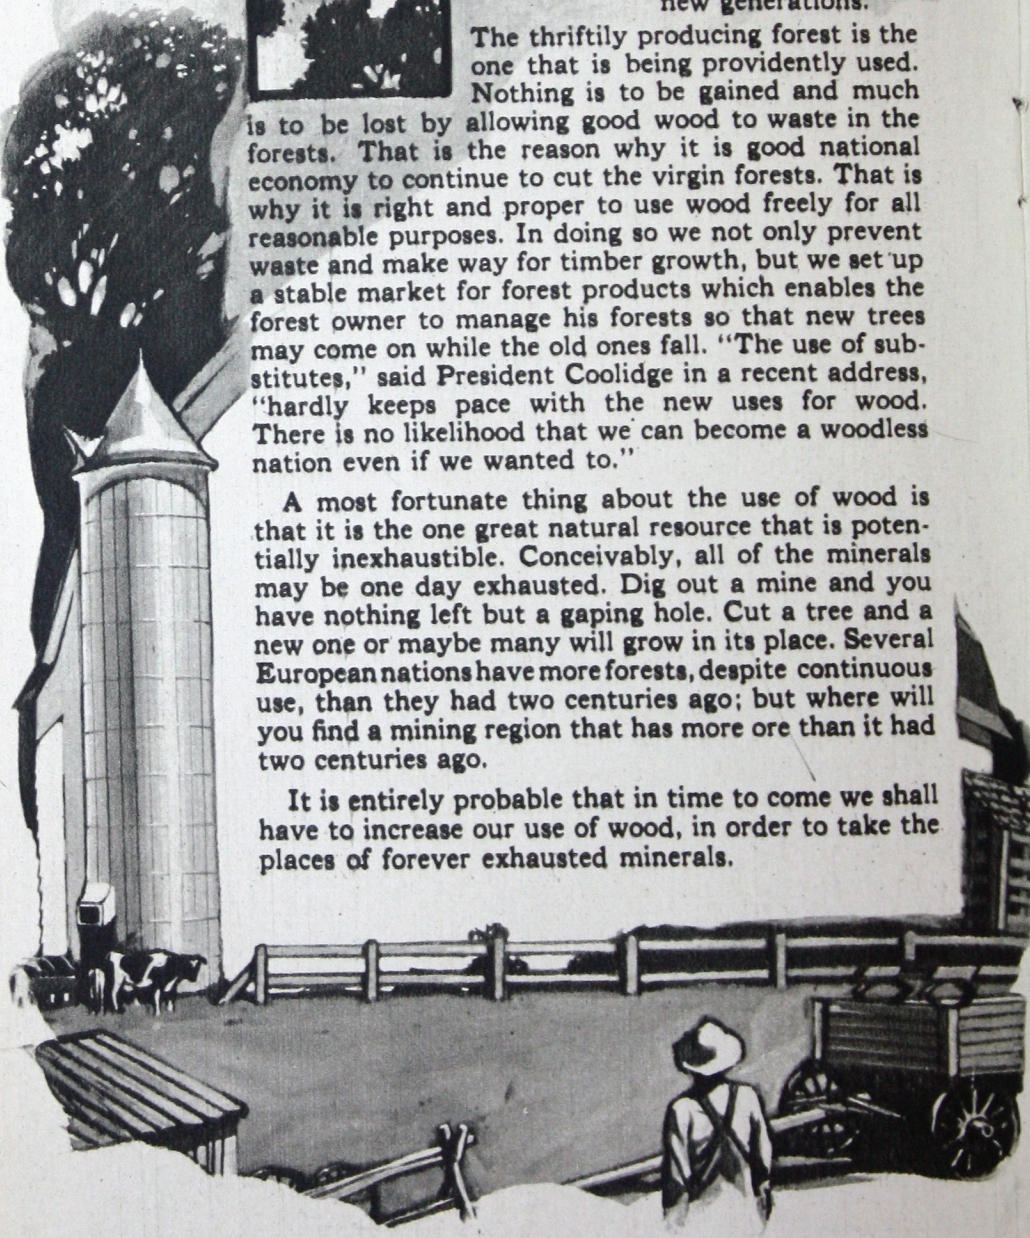 new generations.
The thriftily producing forest is the
one that is being providently used.
Nothing is to be gained and much
is to be lost by allowing good wood to waste in the
forests. That is the reason why it is good national
economy to continue to cut the virgin forests. That is
why it is right and proper to use wood freely for all
reasonable purposes. In doing so we not only prevent
waste and make way for timber growth, but we set up
a stable market for forest products which enables the
forest owner to manage his forests so that new trees
may come on while the old ones fall. “The use of sub-
stitutes,” said President Coolidge in a recent address,
“hardly keeps pace with the new uses for wood.
There is no likelihood that we can become a woodless
nation even if we wanted to.”
A most fortunate thing about the use of wood is
that it is the one great natural resource that is poten-
tially inexhaustible. Conceivably, all of the minerals
may be one day exhausted. Dig out a mine and you
have nothing left but a gaping hole. Cut a tree and a
new one or maybe many will grow in its place. Several
European nations have more forests, despite continuous
use, than they had two centuries ago; but where will
you find a mining region that has more ore than it had
two centuries ago.
It is entirely probable that in time to come we shall
have to increase our use of wood, in order to take the
places of forever exhausted minerals.